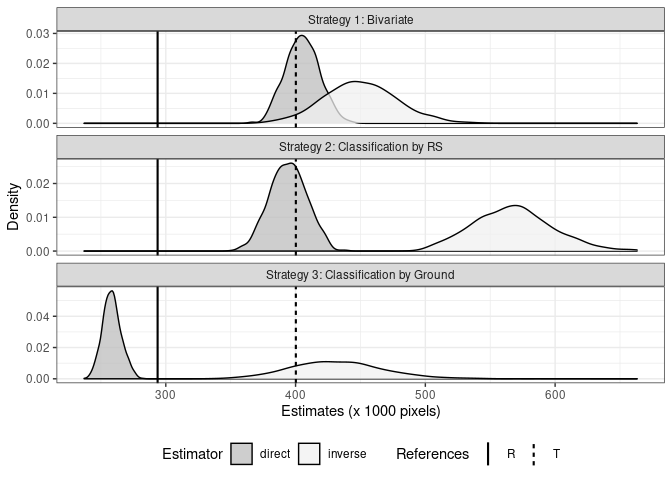 Strategy 1: Bivariate
0.03
0.02
0.01
0.00
Strategy 2: Classification by RS
0.02
0.01
0.00
Strategy 3: Classification by Ground
0.04
0.02
0.00
Density
300 400 500 600
Estimates (x 1000 pixels)
Estimator direct inverse References R T